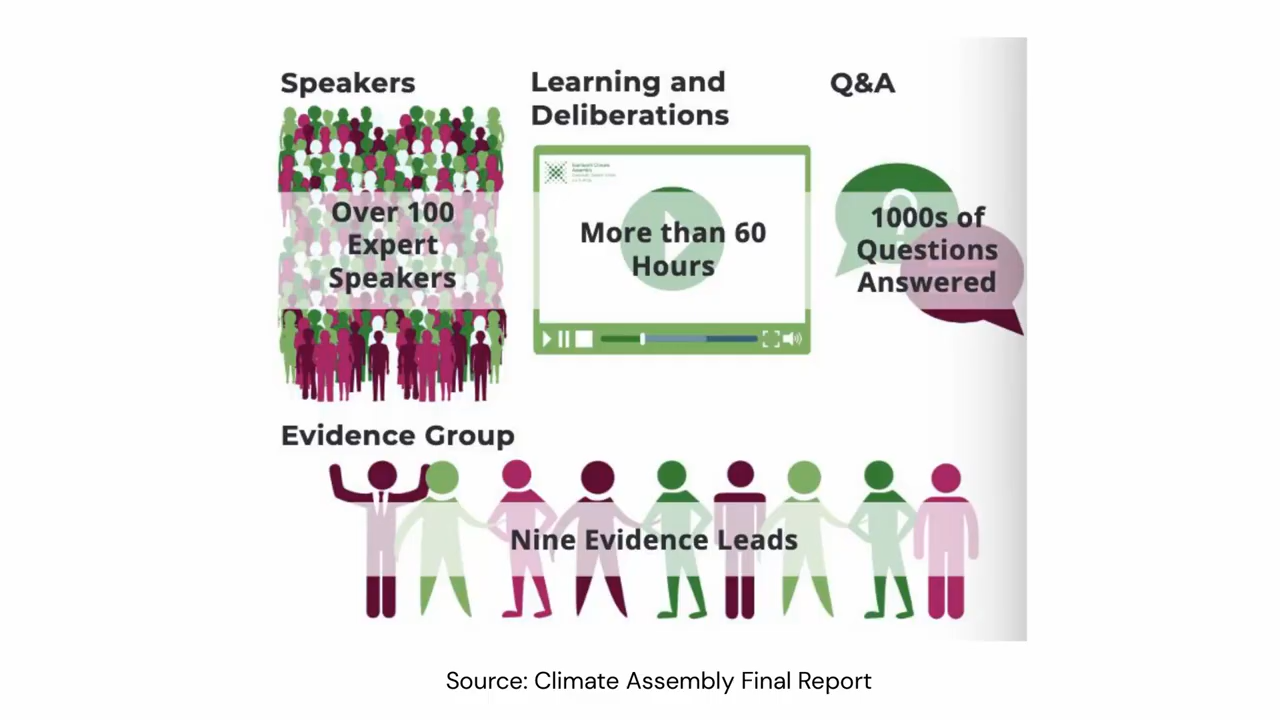 Speakers
Over 100
Expert
Speakers
Learning and
Deliberations
More than 60
Hours
Q&A
1000s of
Questions
Answered
Evidence Group
Nine Evidence Leads
Source: Climate Assembly Final Report